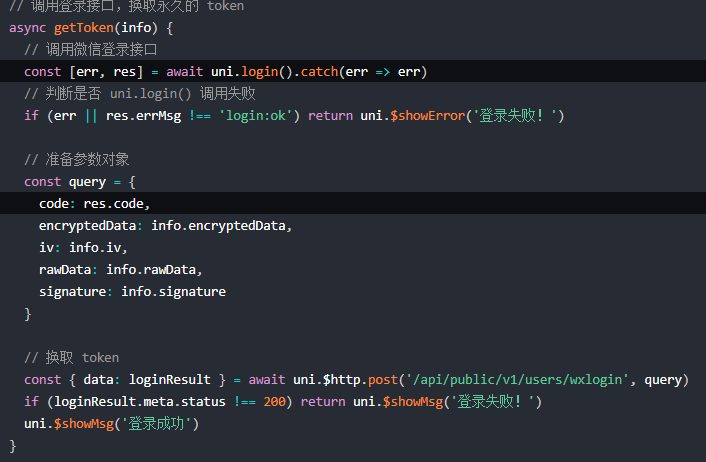 // 调用登录接口，换取永久的 token
async getToken(info) {
// 调用微信登录接口
const [err, res] = await uni.login().catch(err => err)
// 判断是否 uni.login() 调用失败
if (err || res.errMsg !== 'login:ok') return uni.$showError('登录失败！')
// 准备参数对象
const query = {
code: res.code,
encryptedData: info.encryptedData,
iv: info.iv,
rawData: info.rawData,
signature: info.signature
}
// 换取 token
const { data: loginResult } = await uni.$http.post('/api/public/v1/users/wxlogin', query)
if (loginResult.meta.status !== 200) return uni.$showMsg('登录失败！')
uni.$showMsg('登录成功')
}